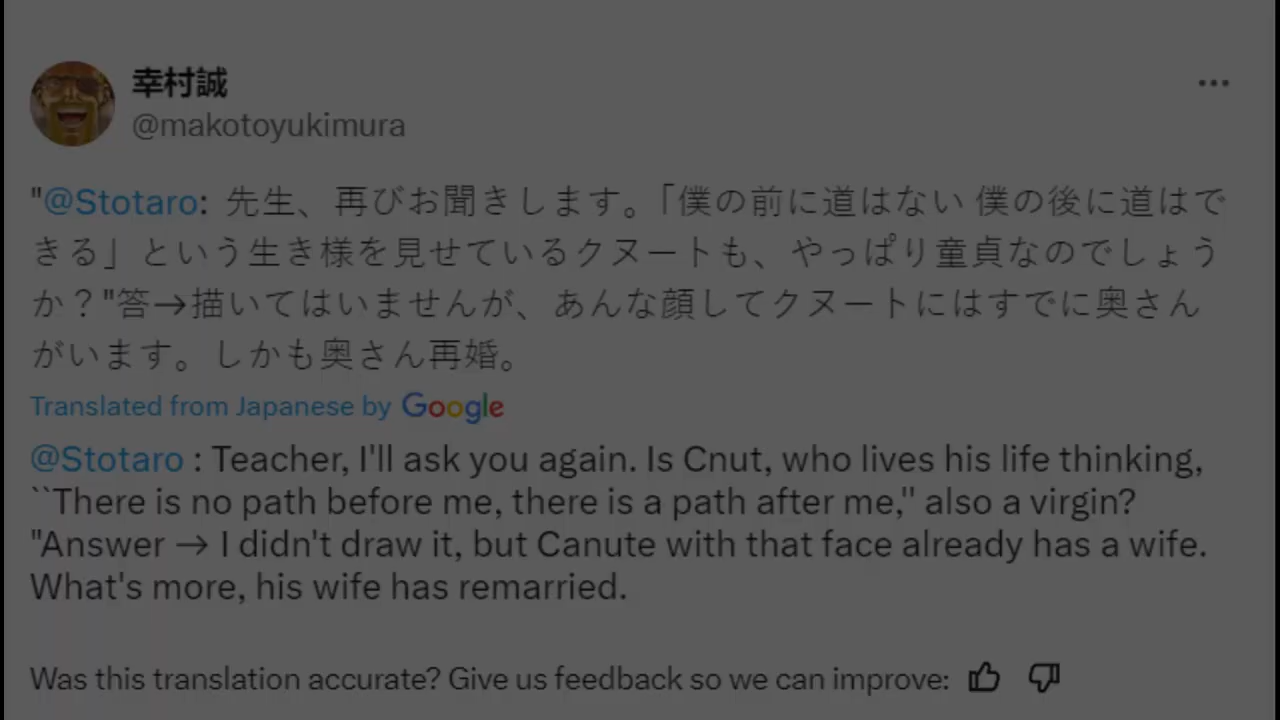 幸村誠
@makotoyukimura
"@Stotaro: 先生、再びお聞きします。「僕の前に道はない 僕の後に道はで
きる」という生き様を見せているクヌートも、やっぱり童貞なのでしょう
か？"答→描いてはいませんが、あんな顔してクヌートにはすでに奥さん
がいます。しかも奥さん再婚。
Translated from Japanese by Google
@Stotaro : Teacher, I'll ask you again. Is Cnut, who lives his life thinking,
``There is no path before me, there is a path after me,'' also a virgin?
"Answer → I didn't draw it, but Canute with that face already has a wife.
What's more, his wife has remarried.
Was this translation accurate? Give us feedback so we can improve: